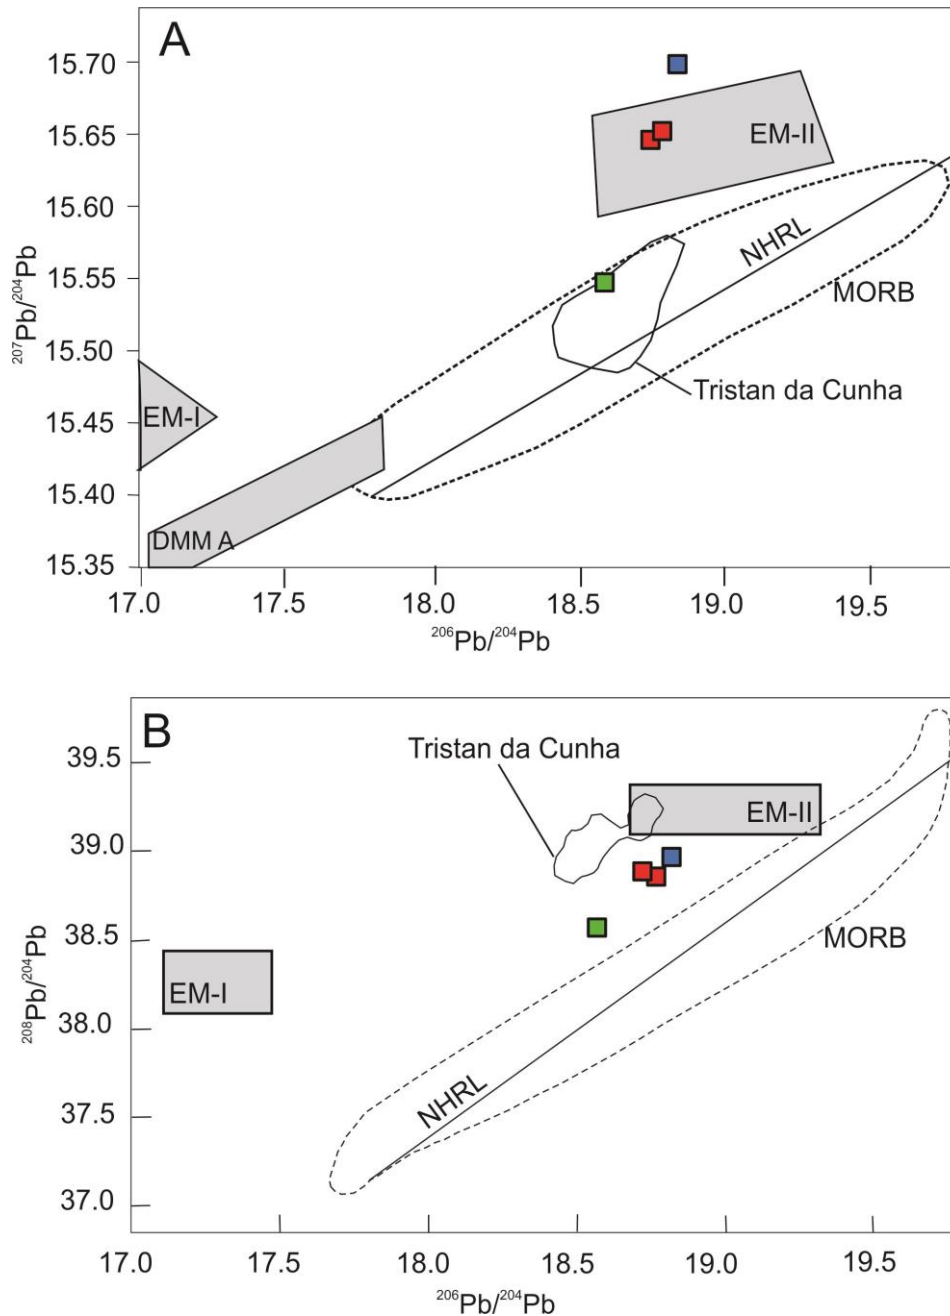 A
15.70
15.65
15.60
15.55
15.50
15.45
15.40
15.35
²⁰⁷Pb/²⁰⁴Pb
EM-II
NHRL
MORB
Tristan da Cunha
EM-I
DMM A
17.0 17.5 18.0 18.5 19.0 19.5
²⁰⁶Pb/²⁰⁴Pb
B
39.5
39.0
38.5
38.0
37.5
37.0
²⁰⁸Pb/²⁰⁴Pb
Tristan da Cunha
EM-II
MORB
EM-I
NHRL
17.0 17.5 18.0 18.5 19.0 19.5
²⁰⁶Pb/²⁰⁴Pb